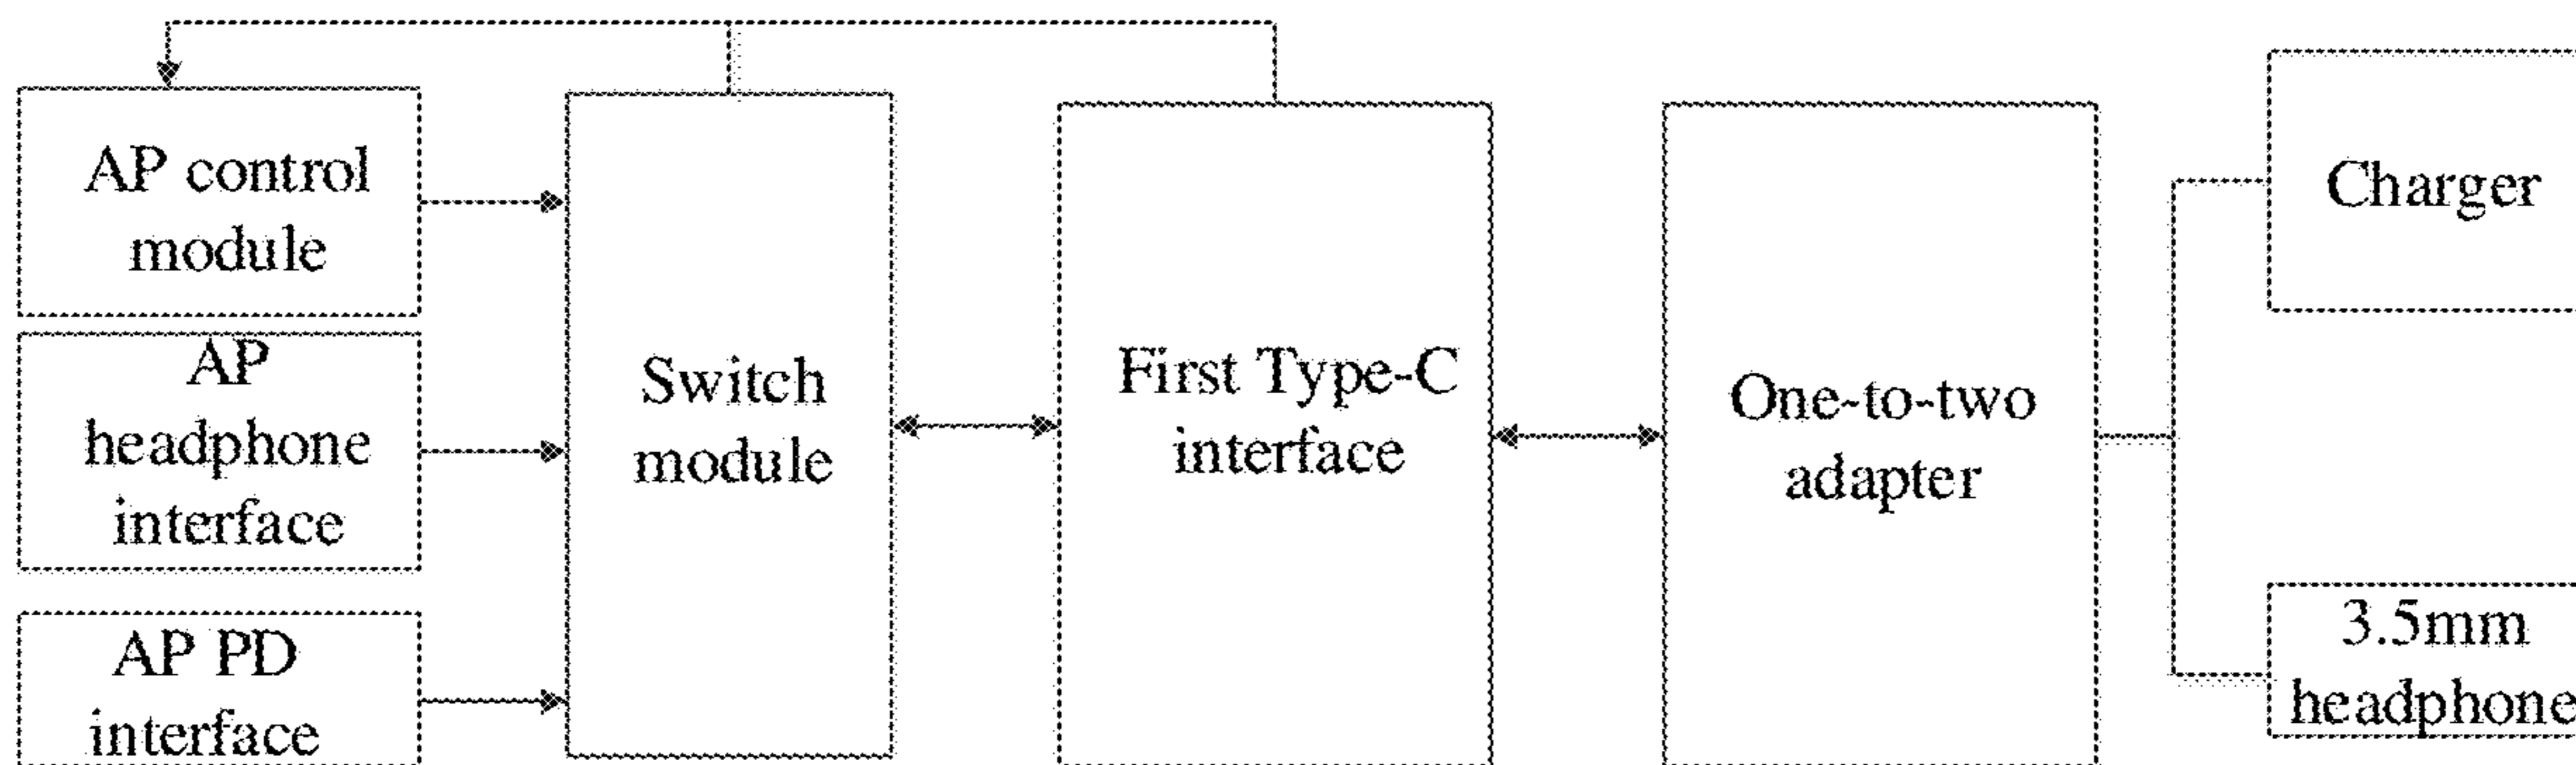 AP control
module
AP
headphone
interface
AP PD
interface
Switch
module
First Type-C
interface
One-to-two
adapter
Charger
3.5mm
headphone